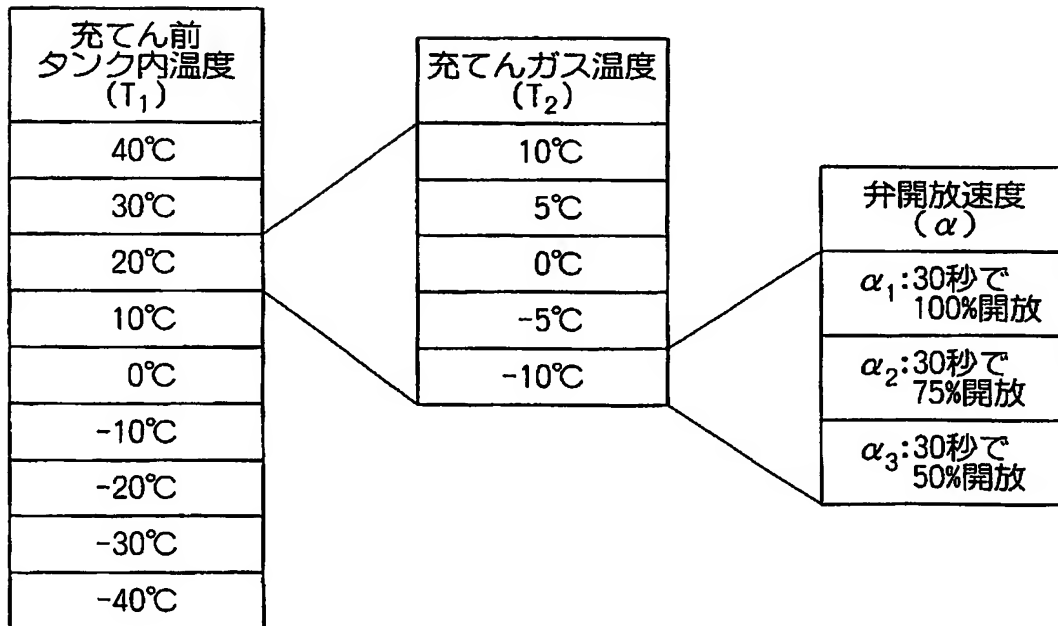 充てん前
タンク内温度
(T₁)
40℃
30℃
20℃
10℃
0℃
-10℃
-20℃
-30℃
-40℃
充てんガス温度
(T₂)
10℃
5℃
0℃
-5℃
-10℃
弁開放速度
(α)
α₁:30秒で
100%開放
α₂:30秒で
75%開放
α₃:30秒で
50%開放